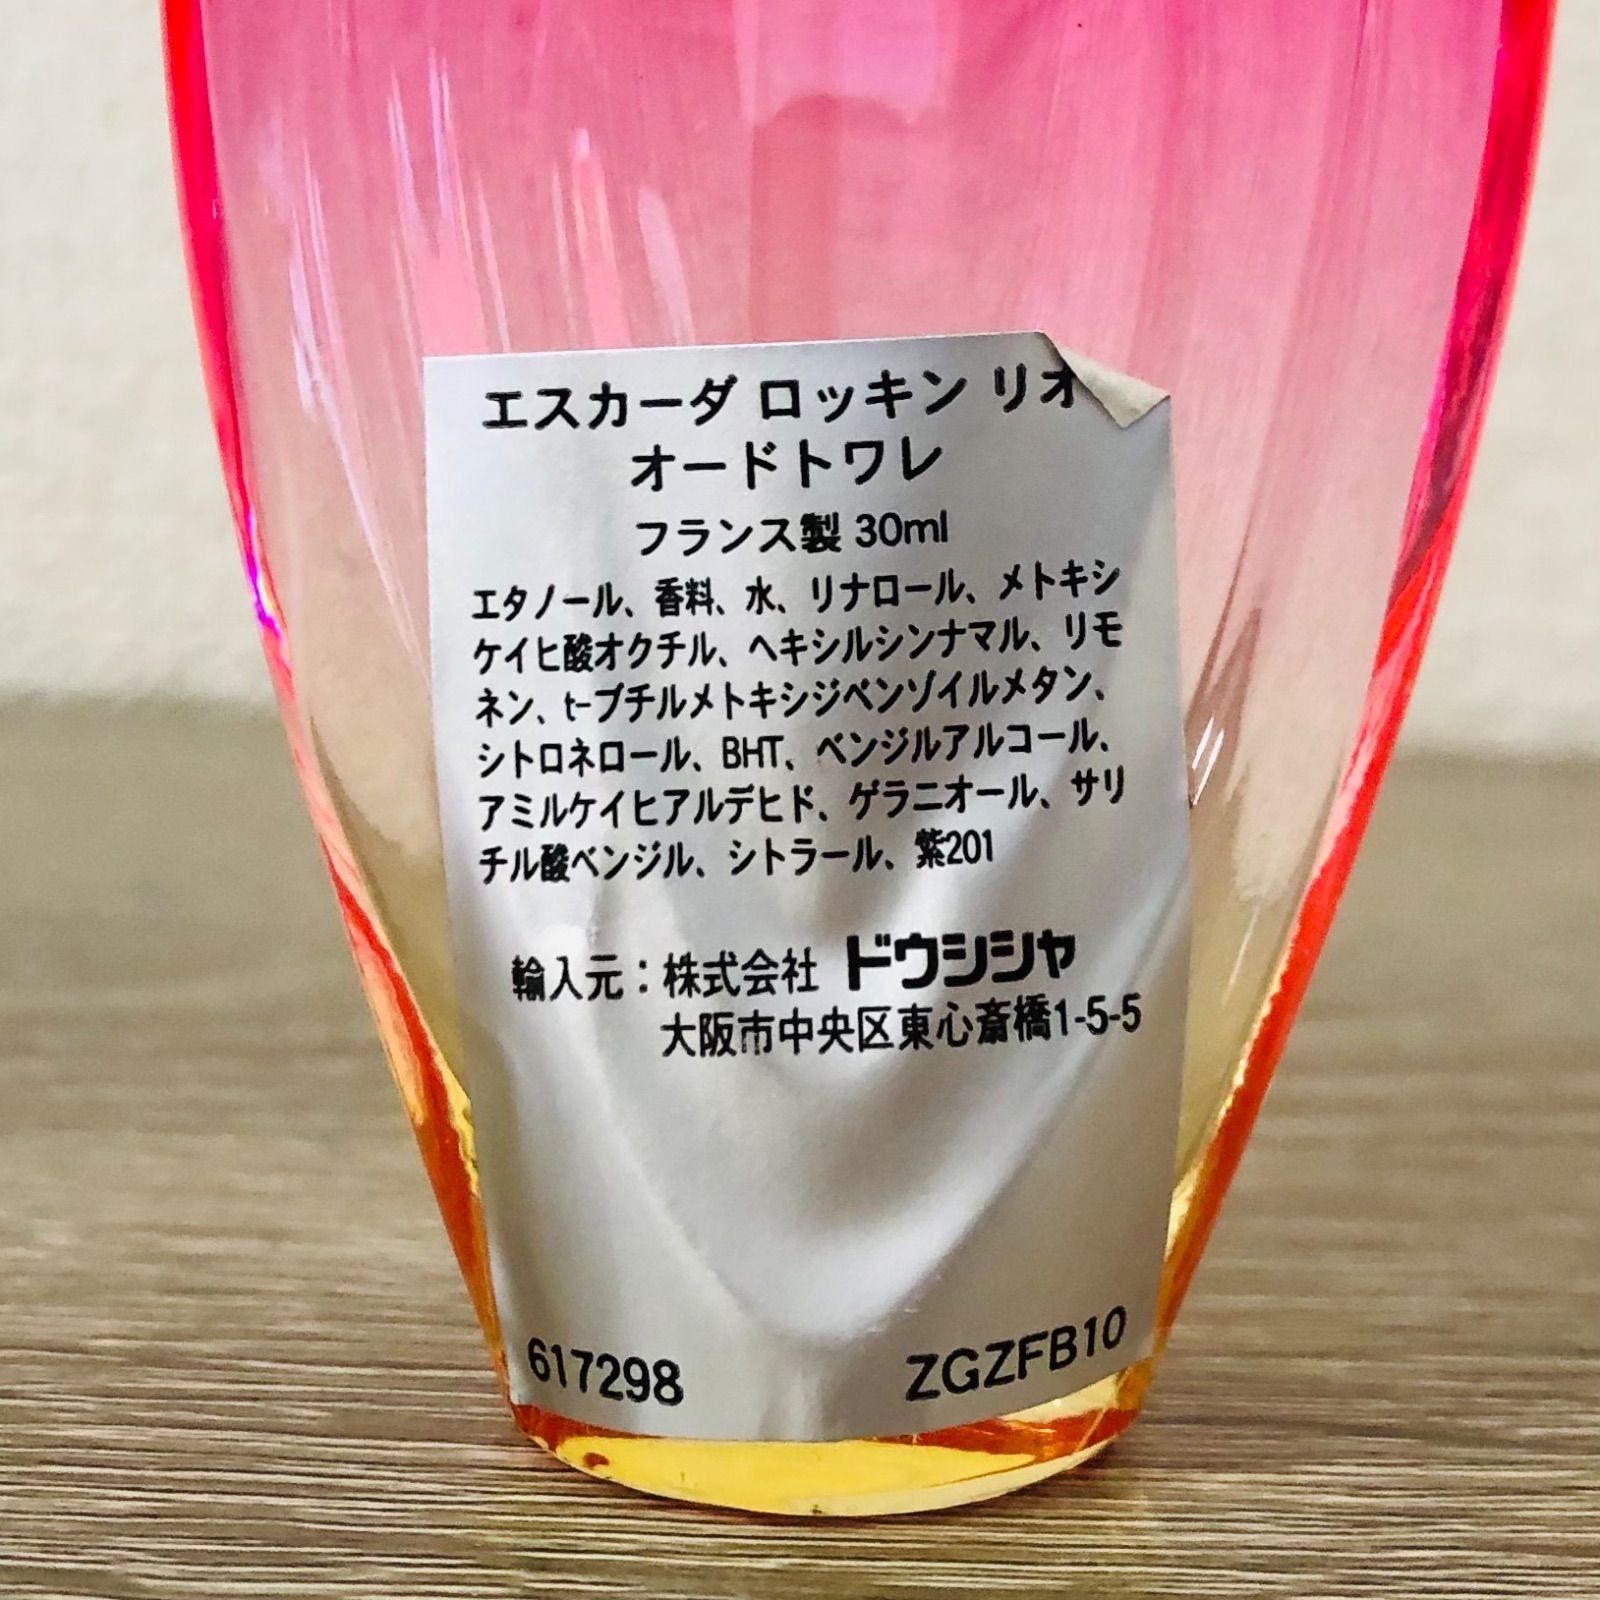 エスカーダ ロッキン リオ
オードトワレ
フランス製 30ml
エタノール、香料、水、リナロール、メトキシ
ケイヒ酸オクチル、ヘキシルシンナマル、リモ
ネン、t-ブチルメトキシジベンゾイルメタン、
シトロネロール、BHT、ベンジルアルコール、
アミルケイヒアルデヒド、ゲラニオール、サリ
チル酸ベンジル、シトラール、紫201
輸入元：株式会社 ドウシシャ
大阪市中央区東心斎橋1-5-5
617298
ZGZFB10